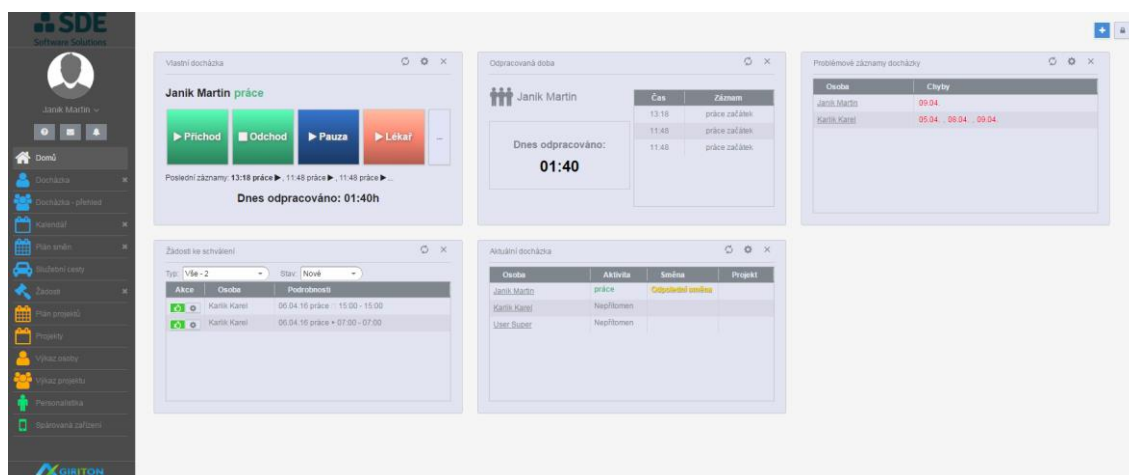 SDE
Software Solutions
Janik Martin
Domů
Docházka
Docházka - přehled
Kalendář
Plán směn
Služební cesty
Žádosti
Plán projektů
Projekty
Výkaz osoby
Výkaz projektu
Personalistika
Spárovaná zařízení
GIRITON
Vlastní docházka
Janik Martin práce
Příchod Odchod Pauza Lékař ...
Poslední záznamy: 13:18 práce ▶, 11:48 práce ▶, 11:48 práce ▶ ...
Dnes odpracováno: 01:40h
Odpracovaná doba
Janik Martin
Dnes odpracováno:
01:40
Čas Záznam
13:18 práce začátek
11:48 práce začátek
11:48 práce začátek
Problémové záznamy docházky
Osoba Chyby
Janik Martin 09.04.
Karlik Karel 05.04. , 08.04. , 09.04.
Žádosti ke schválení
Typ: Vše - 2 Stav: Nové
Akce Osoba Podrobnosti
Karlik Karel 06.04.16 práce 15:00 - 15:00
Karlik Karel 06.04.16 práce • 07:00 - 07:00
Aktuální docházka
Osoba Aktivita Směna Projekt
Janik Martin práce Odpolední směna
Karlik Karel Nepřítomen
User Super Nepřítomen